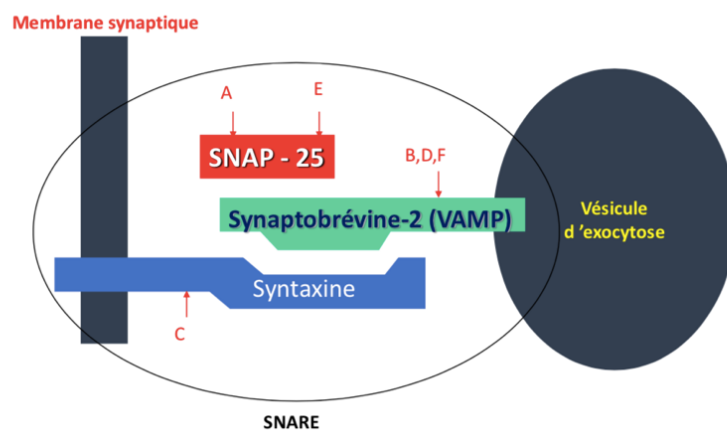 Membrane synaptique
A
E
SNAP - 25
B,D,F
Synaptobrévine-2 (VAMP)
Vésicule
d 'exocytose
Syntaxine
C
SNARE